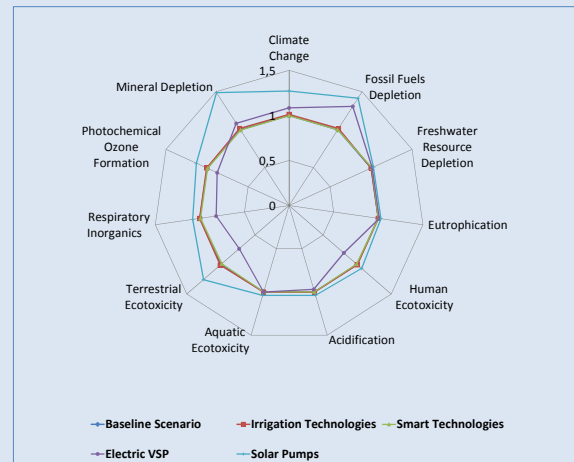 Climate
Change
1,5
Mineral Depletion
Fossil Fuels
Depletion
1
Photochemical
Ozone
Formation
Freshwater
Resource
Depletion
0,5
0
Respiratory
Inorganics
Eutrophication
Terrestrial
Ecotoxicity
Human
Ecotoxicity
Aquatic
Ecotoxicity
Acidification
Baseline Scenario Irrigation Technologies Smart Technologies
Electric VSP Solar Pumps